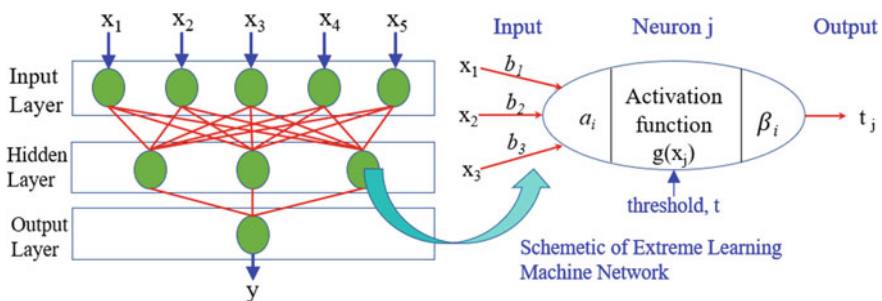 x₁ x₂ x₃ x₄ x₅
Input
Layer
Hidden
Layer
Output
Layer
y
Input Neuron j Output
x₁ b₁
x₂ b₂
x₃ b₃
aᵢ
Activation
function
g(xⱼ)
βᵢ
t ⱼ
threshold, t
Schemetic of Extreme Learning
Machine Network